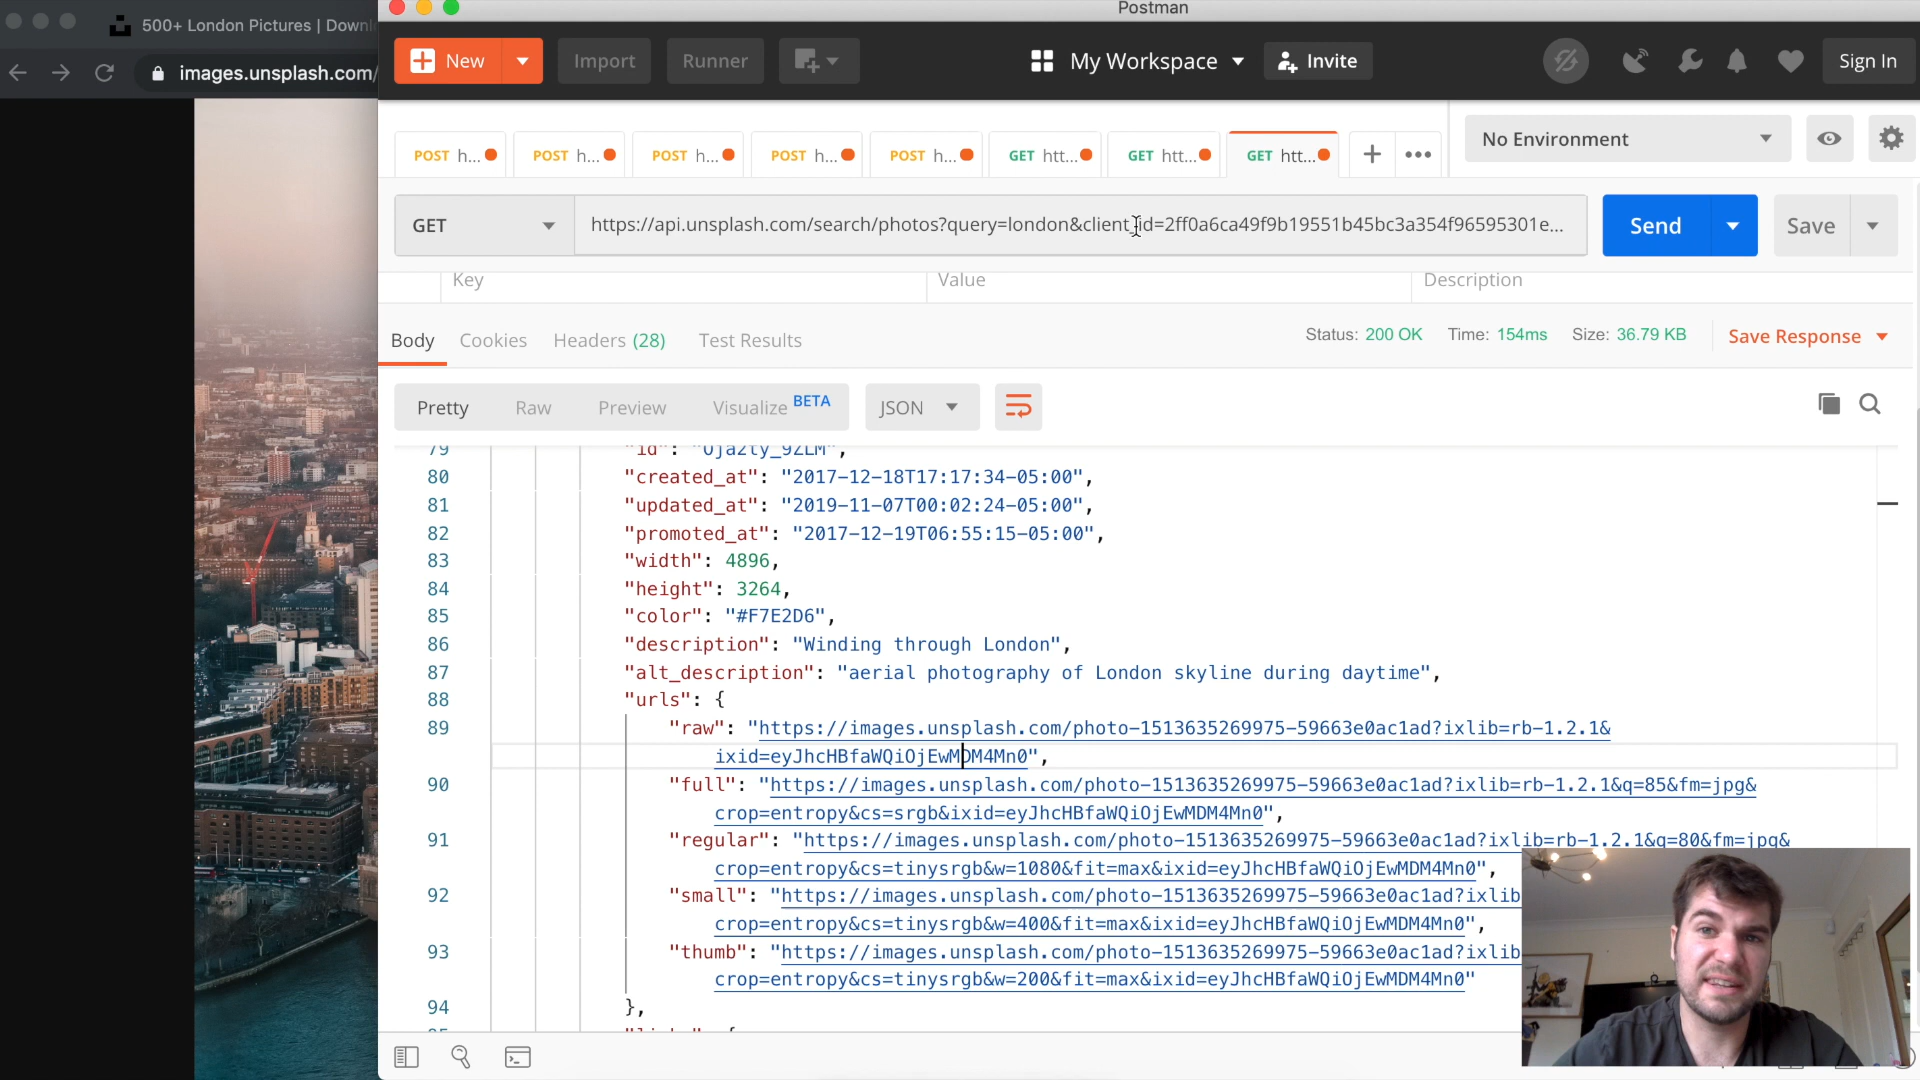 Postman
500+ London Pictures | Downl
images.unsplash.com/
New
Import
Runner
My Workspace
Invite
Sign In
POST h...
POST h...
POST h...
POST h...
POST h...
GET htt...
GET htt...
GET htt...
No Environment
GET
https://api.unsplash.com/search/photos?query=london&client_id=2ff0a6ca49f9b19551b45bc3a354f96595301e...
Send
Save
Key
Value
Description
Body
Cookies
Headers (28)
Test Results
Status: 200 OK
Time: 154ms
Size: 36.79 KB
Save Response
Pretty
Raw
Preview
Visualize BETA
JSON
79 "id": "Oja2ty_9ZLM",
80 "created_at": "2017-12-18T17:17:34-05:00",
81 "updated_at": "2019-11-07T00:02:24-05:00",
82 "promoted_at": "2017-12-19T06:55:15-05:00",
83 "width": 4896,
84 "height": 3264,
85 "color": "#F7E2D6",
86 "description": "Winding through London",
87 "alt_description": "aerial photography of London skyline during daytime",
88 "urls": {
89 "raw": "https://images.unsplash.com/photo-1513635269975-59663e0ac1ad?ixlib=rb-1.2.1&
ixid=eyJhcHBfaWQiOjEwMDM4Mn0",
90 "full": "https://images.unsplash.com/photo-1513635269975-59663e0ac1ad?ixlib=rb-1.2.1&q=85&fm=jpg&
crop=entropy&cs=srgb&ixid=eyJhcHBfaWQiOjEwMDM4Mn0",
91 "regular": "https://images.unsplash.com/photo-1513635269975-59663e0ac1ad?ixlib=rb-1.2.1&q=80&fm=jpg&
crop=entropy&cs=tinysrgb&w=1080&fit=max&ixid=eyJhcHBfaWQiOjEwMDM4Mn0",
92 "small": "https://images.unsplash.com/photo-1513635269975-59663e0ac1ad?ixlib
crop=entropy&cs=tinysrgb&w=400&fit=max&ixid=eyJhcHBfaWQiOjEwMDM4Mn0",
93 "thumb": "https://images.unsplash.com/photo-1513635269975-59663e0ac1ad?ixlib
crop=entropy&cs=tinysrgb&w=200&fit=max&ixid=eyJhcHBfaWQiOjEwMDM4Mn0"
94 },